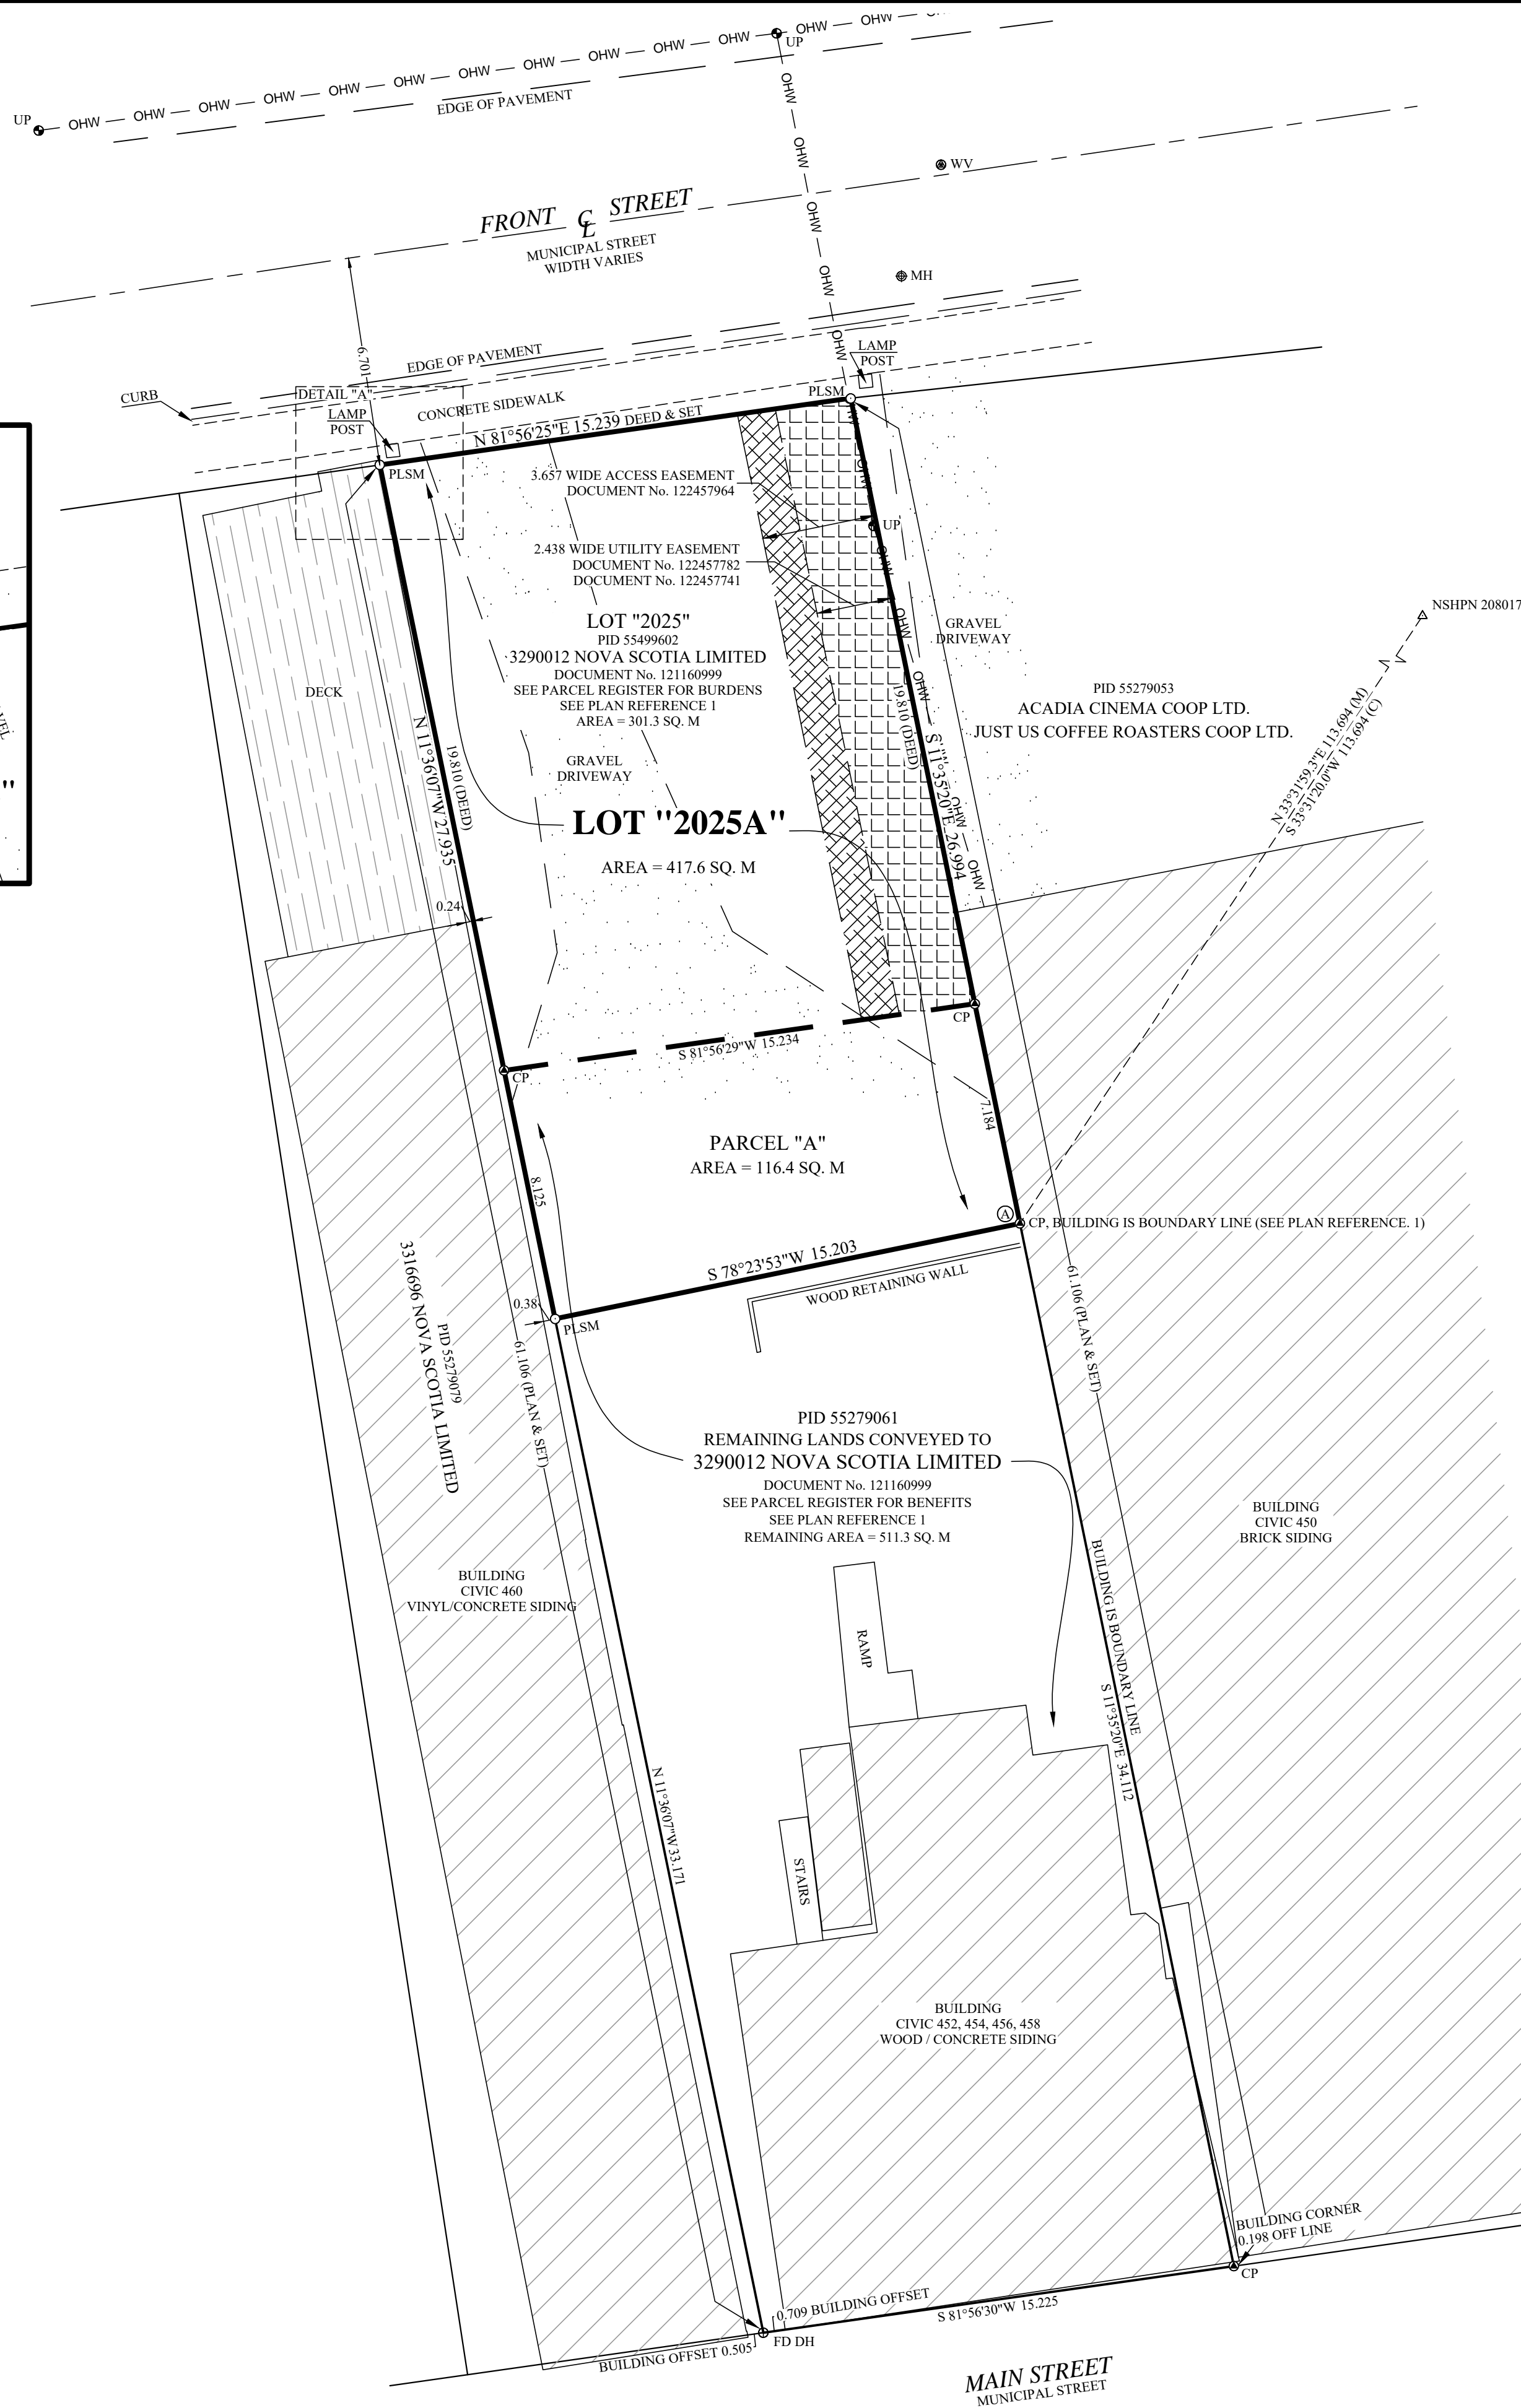 UP
OHW OHW OHW OHW OHW OHW OHW OHW OHW OHW OHW OHW OHW
UP
EDGE OF PAVEMENT
OHW
OHW
OHW
OHW
OHW
WV
FRONT CL STREET
MUNICIPAL STREET
WIDTH VARIES
MH
6.701
EDGE OF PAVEMENT
LAMP
POST
CURB
DETAIL "A"
LAMP
POST
CONCRETE SIDEWALK
PLSM
N 81°56'25"E 15.239 DEED & SET
PLSM
3.657 WIDE ACCESS EASEMENT
DOCUMENT No. 122457964
UP
2.438 WIDE UTILITY EASEMENT
DOCUMENT No. 122457782
DOCUMENT No. 122457741
OHW
OHW
OHW
OHW
OHW
OHW
NSHPN 208017
LOT "2025"
PID 55499602
3290012 NOVA SCOTIA LIMITED
DOCUMENT No. 121160999
SEE PARCEL REGISTER FOR BURDENS
SEE PLAN REFERENCE 1
AREA = 301.3 SQ. M
GRAVEL
DRIVEWAY
DECK
PID 55279053
ACADIA CINEMA COOP LTD.
JUST US COFFEE ROASTERS COOP LTD.
19.810 (DEED)
S 11°35'20"E 26.994
N 11°36'07"W 27.935
19.810 (DEED)
GRAVEL
DRIVEWAY
"
N 33°31'59.3"E 113.694 (M)
S 33°31'20.0"W 113.694 (C)
LOT "2025A"
AREA = 417.6 SQ. M
0.24
CP
S 81°56'29"W 15.234
CP
7.184
PARCEL "A"
AREA = 116.4 SQ. M
8.125
A
CP, BUILDING IS BOUNDARY LINE (SEE PLAN REFERENCE. 1)
S 78°23'53"W 15.203
WOOD RETAINING WALL
0.38
PLSM
PID 55279079
3316696 NOVA SCOTIA LIMITED
61.106 (PLAN & SET)
61.106 (PLAN & SET)
PID 55279061
REMAINING LANDS CONVEYED TO
3290012 NOVA SCOTIA LIMITED
DOCUMENT No. 121160999
SEE PARCEL REGISTER FOR BENEFITS
SEE PLAN REFERENCE 1
REMAINING AREA = 511.3 SQ. M
BUILDING
CIVIC 450
BRICK SIDING
BUILDING
CIVIC 460
VINYL/CONCRETE SIDING
BUILDING IS BOUNDARY LINE
S 11°35'20"E 34.112
RAMP
N 11°36'07"W 33.171
STAIRS
BUILDING
CIVIC 452, 454, 456, 458
WOOD / CONCRETE SIDING
BUILDING CORNER
0.198 OFF LINE
CP
0.709 BUILDING OFFSET
S 81°56'30"W 15.225
FD DH
BUILDING OFFSET 0.505
MAIN STREET
MUNICIPAL STREET